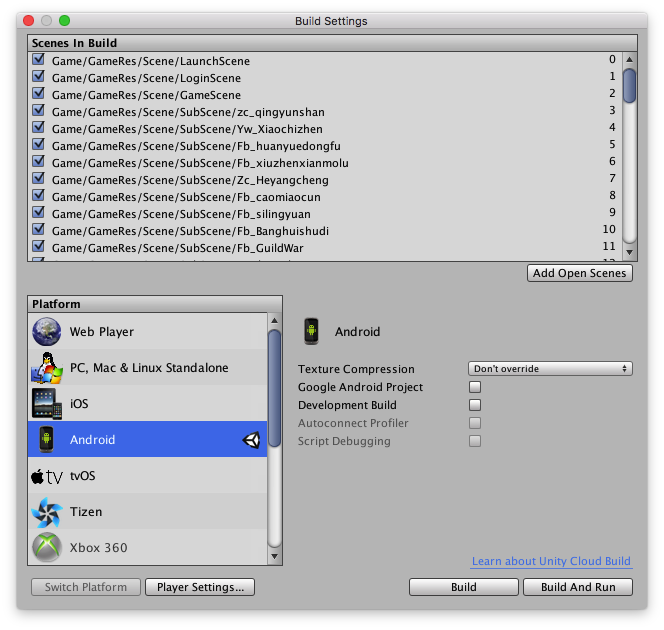 Build Settings
Scenes In Build
Game/GameRes/Scene/LaunchScene 0
Game/GameRes/Scene/LoginScene 1
Game/GameRes/Scene/GameScene 2
Game/GameRes/Scene/SubScene/zc_qingyunshan 3
Game/GameRes/Scene/SubScene/Yw_Xiaochizhen 4
Game/GameRes/Scene/SubScene/Fb_huanyuedongfu 5
Game/GameRes/Scene/SubScene/Fb_xiuzhenxianmolu 6
Game/GameRes/Scene/SubScene/Zc_Heyangcheng 7
Game/GameRes/Scene/SubScene/Fb_caomiaocun 8
Game/GameRes/Scene/SubScene/Fb_silingyuan 9
Game/GameRes/Scene/SubScene/Fb_Banghuishudi 10
Game/GameRes/Scene/SubScene/Fb_GuildWar 11
Add Open Scenes
Platform
Web Player
PC, Mac & Linux Standalone
iOS
Android
tv tvOS
Tizen
Xbox 360
Android
Texture Compression Don't override
Google Android Project
Development Build
Autoconnect Profiler
Script Debugging
Learn about Unity Cloud Build
Switch Platform Player Settings... Build Build And Run